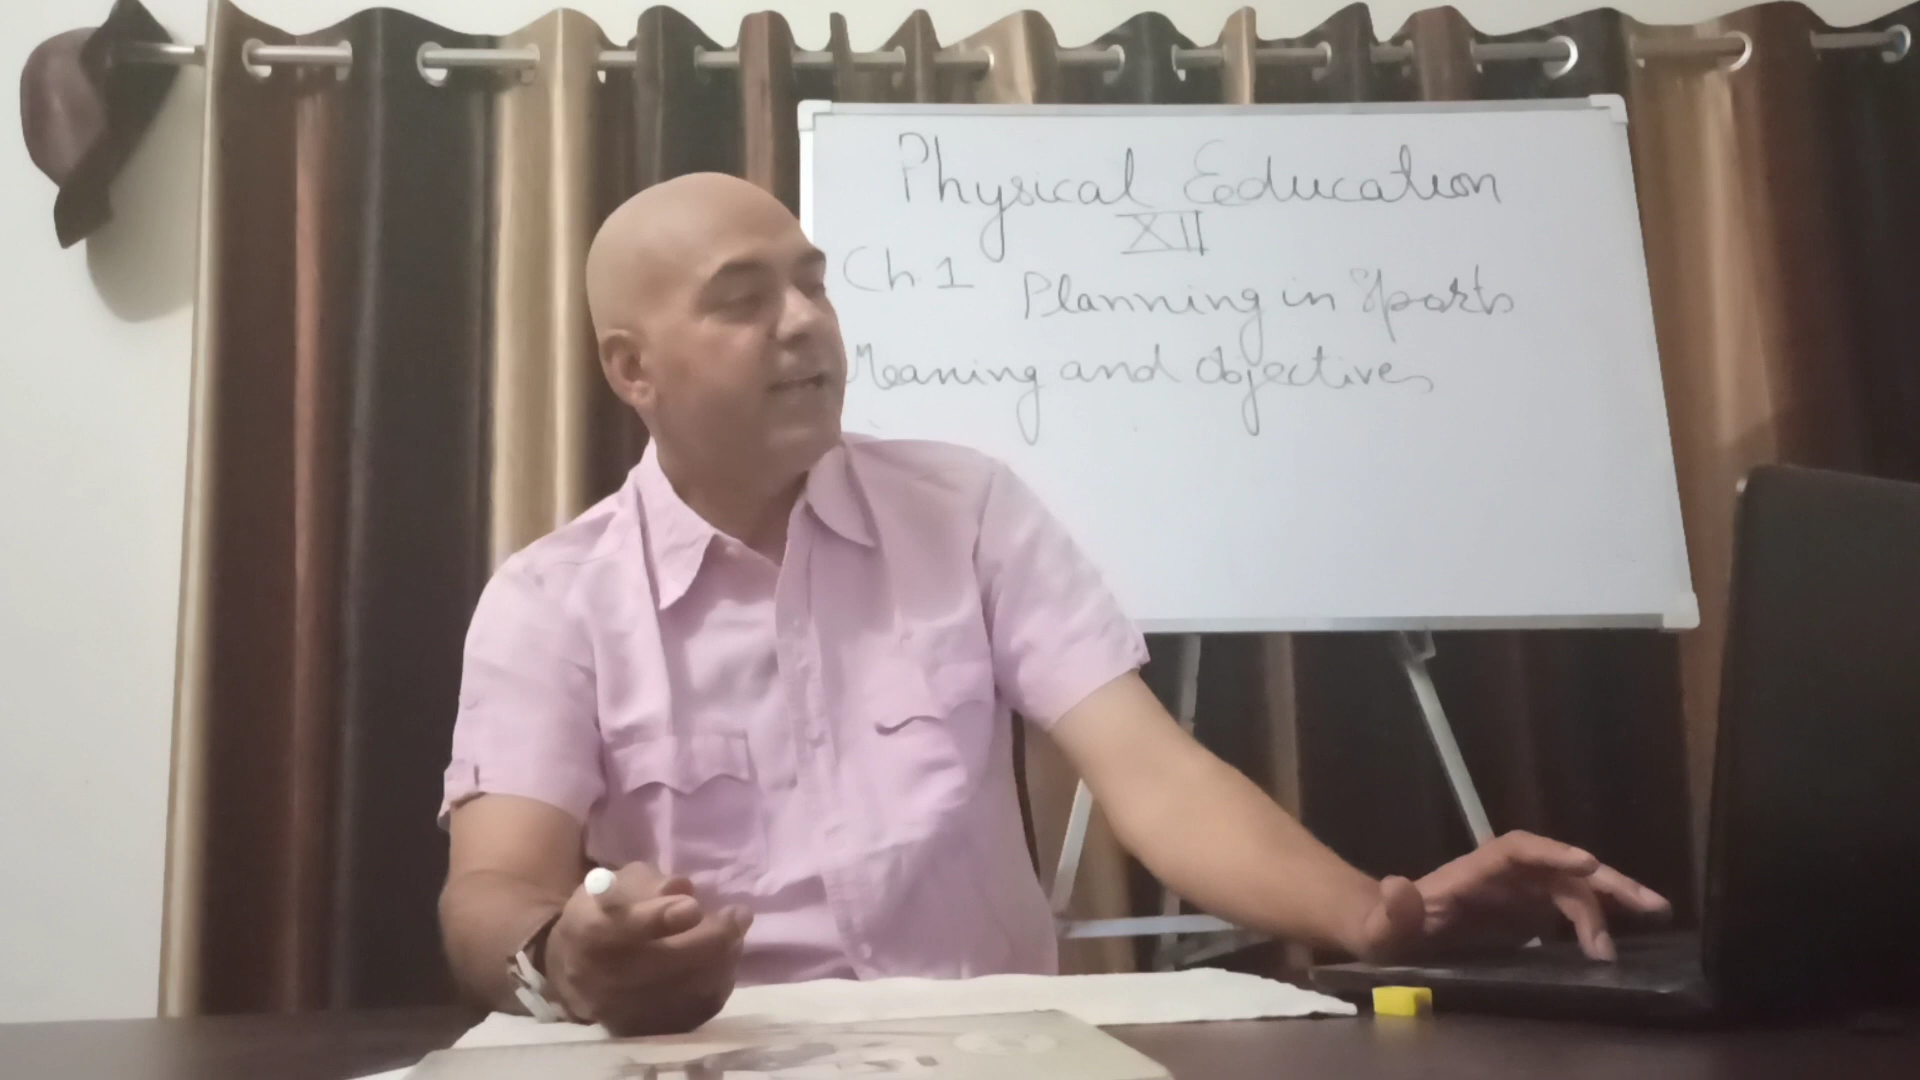 Physical Eeducation
XII
Ch. 1 Planning in Sports
Meaning and Objectives